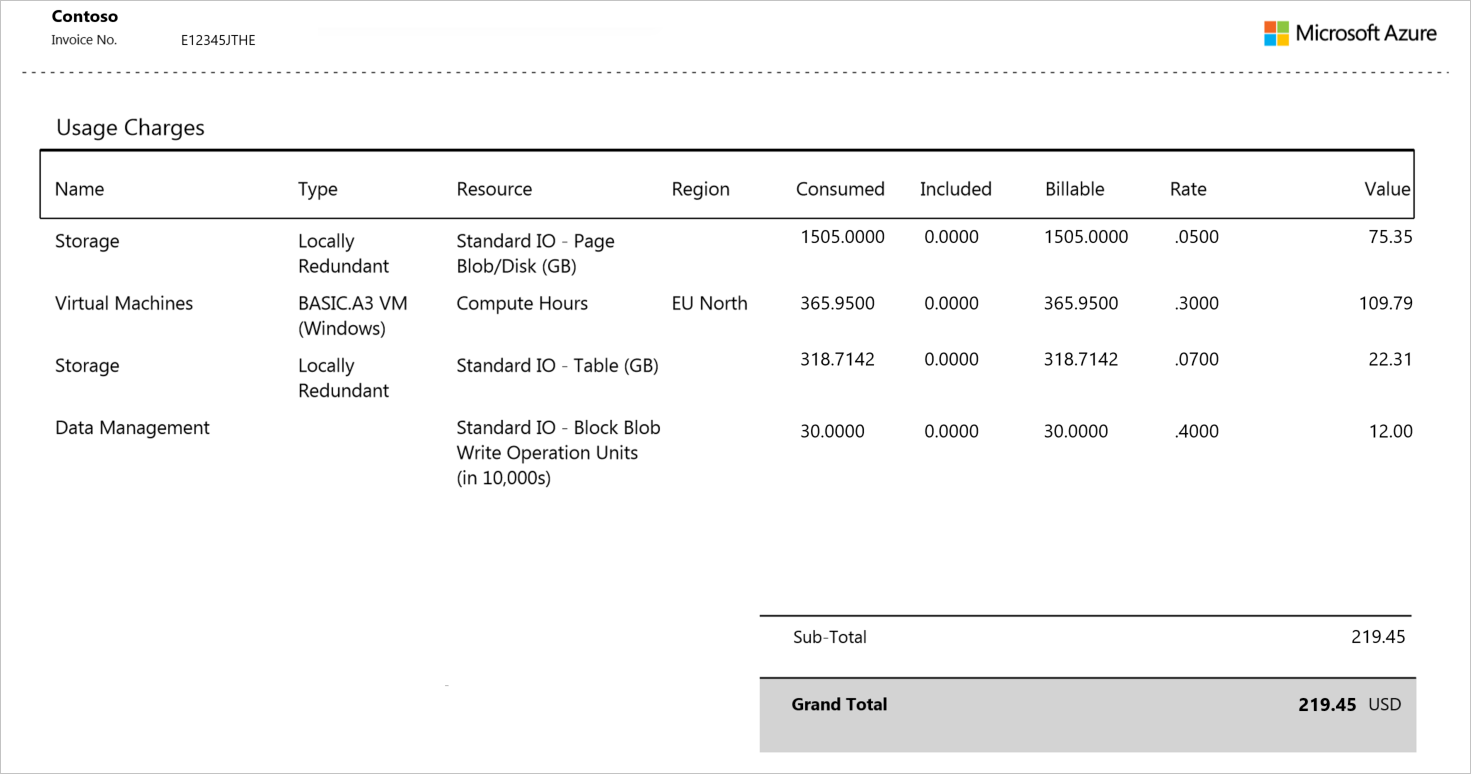 Contoso
Invoice No. E12345JTHE
Microsoft Azure
Usage Charges
Name Type Resource Region Consumed Included Billable Rate Value
Storage Locally Standard IO - Page 1505.0000 0.0000 1505.0000 .0500 75.35
Redundant Blob/Disk (GB)
Virtual Machines BASIC.A3 VM Compute Hours EU North 365.9500 0.0000 365.9500 .3000 109.79
(Windows)
Storage Locally Standard IO - Table (GB) 318.7142 0.0000 318.7142 .0700 22.31
Redundant
Data Management Standard IO - Block Blob 30.0000 0.0000 30.0000 .4000 12.00
Write Operation Units
(in 10,000s)
Sub-Total 219.45
Grand Total 219.45 USD